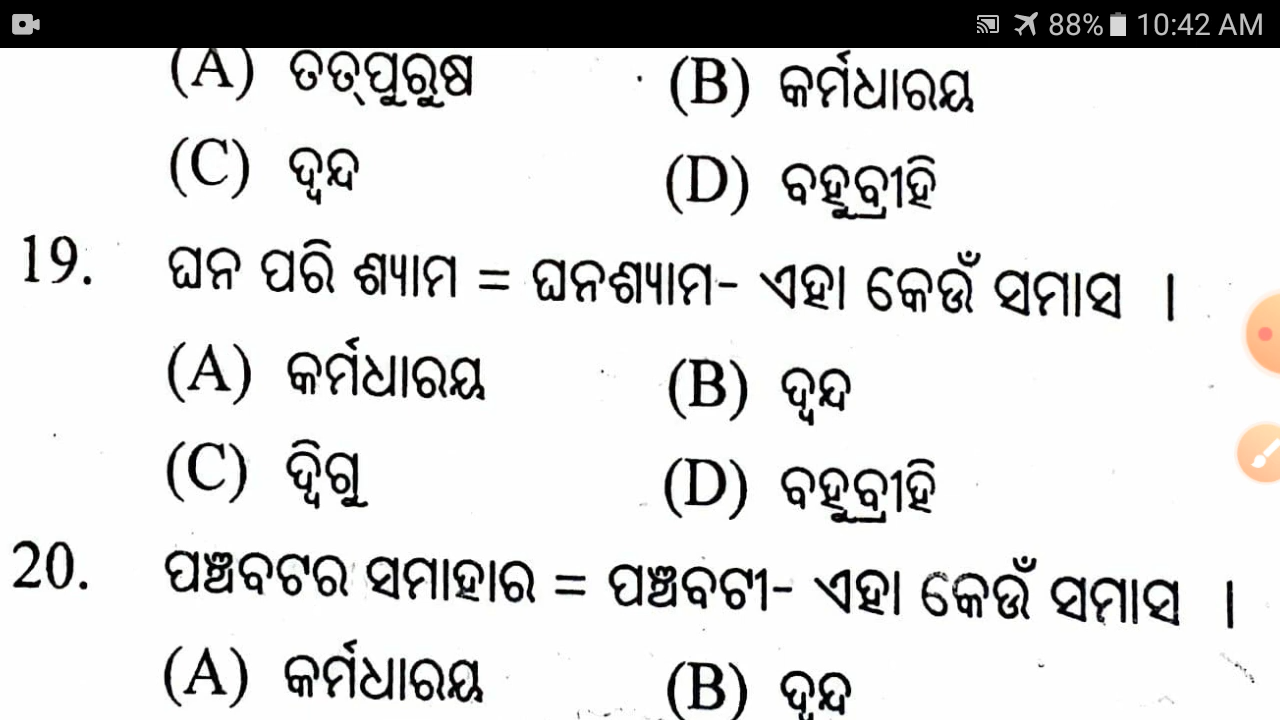 88% 10:42 AM
(A) ତତ୍‌ପୁରୁଷ (B) କର୍ମଧାରୟ
(C) ଦ୍ୱନ୍ଦ (D) ବହୁବ୍ରୀହି
19. ଘନ ପରି ଶ୍ୟାମ = ଘନଶ୍ୟାମ- ଏହା କେଉଁ ସମାସ ।
(A) କର୍ମଧାରୟ (B) ଦ୍ୱନ୍ଦ
(C) ଦ୍ୱିଗୁ (D) ବହୁବ୍ରୀହି
20. ପଞ୍ଚବଟର ସମାହାର = ପଞ୍ଚବଟୀ- ଏହା କେଉଁ ସମାସ ।
(A) କର୍ମଧାରୟ (B) ଦ୍ୱନ୍ଦ